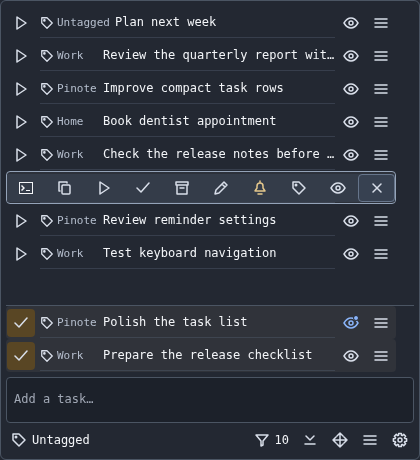 Untagged Plan next week
Work Review the quarterly report wit…
Pinote Improve compact task rows
Home Book dentist appointment
Work Check the release notes before …
Pinote Review reminder settings
Work Test keyboard navigation
Pinote Polish the task list
Work Prepare the release checklist
Add a task…
Untagged 10